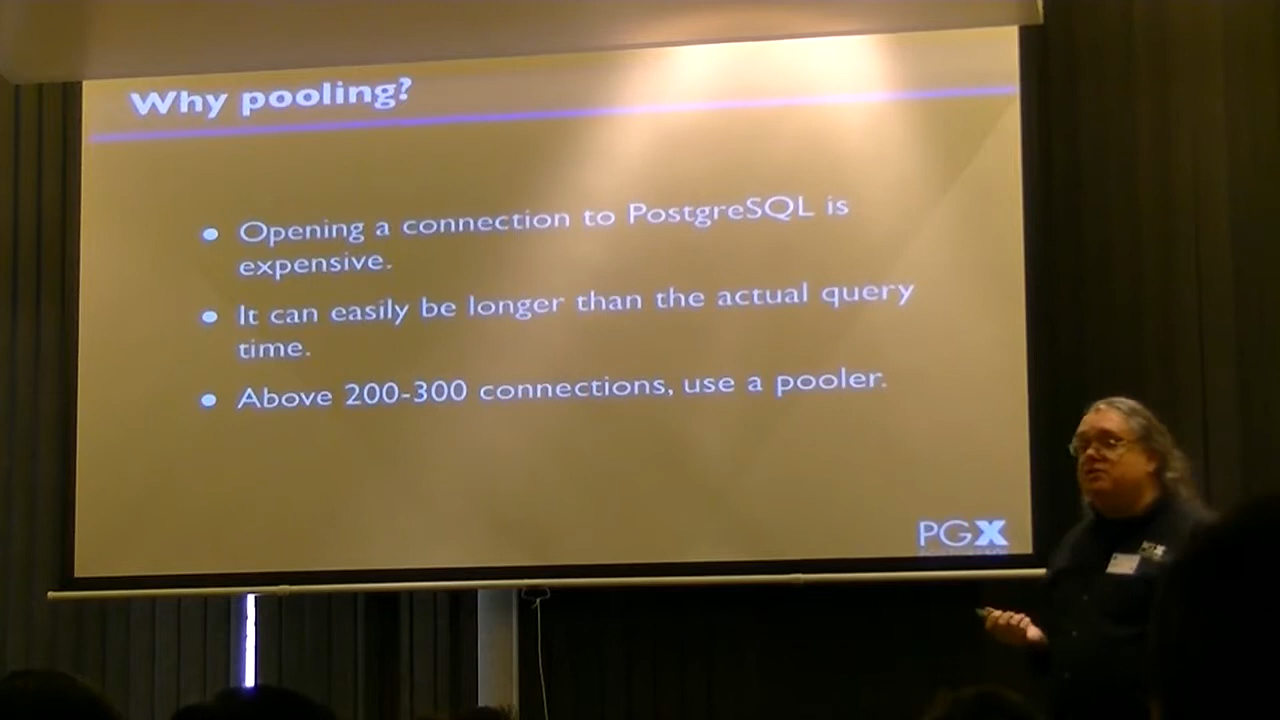 Why pooling?
Opening a connection to PostgreSQL is
expensive.
It can easily be longer than the actual query
time.
Above 200-300 connections, use a pooler.
PGX